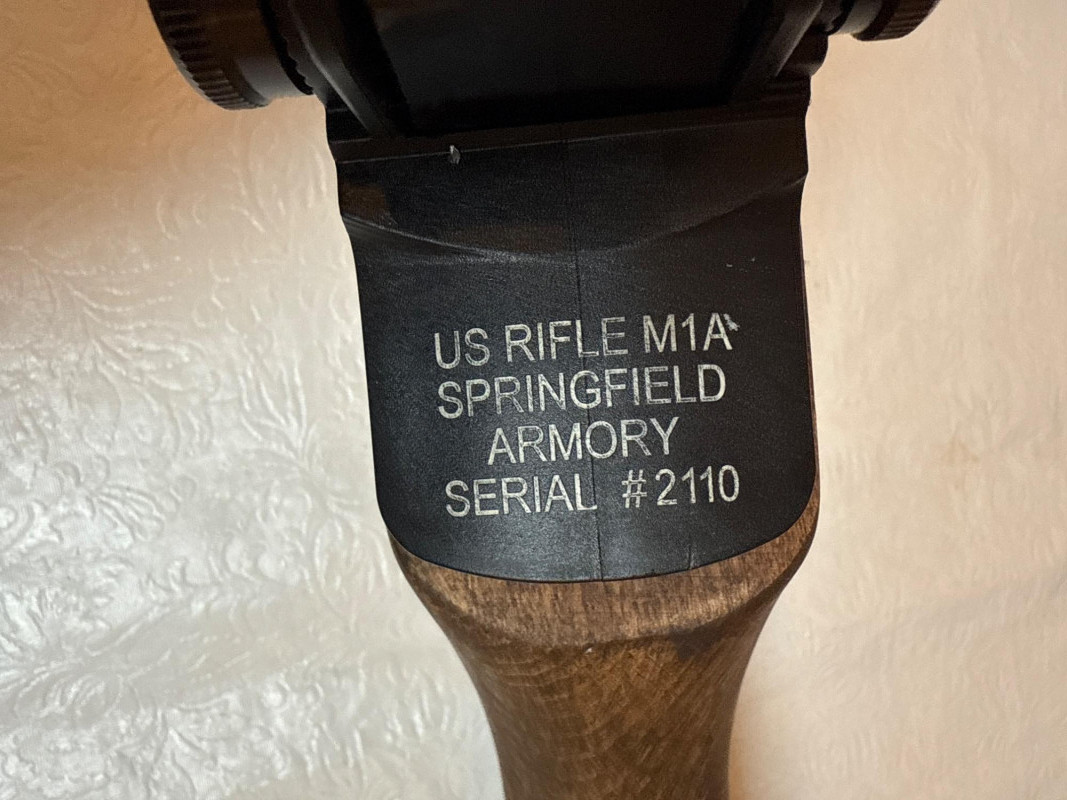 US RIFLE M1A
SPRINGFIELD
ARMORY
SERIAL #2110